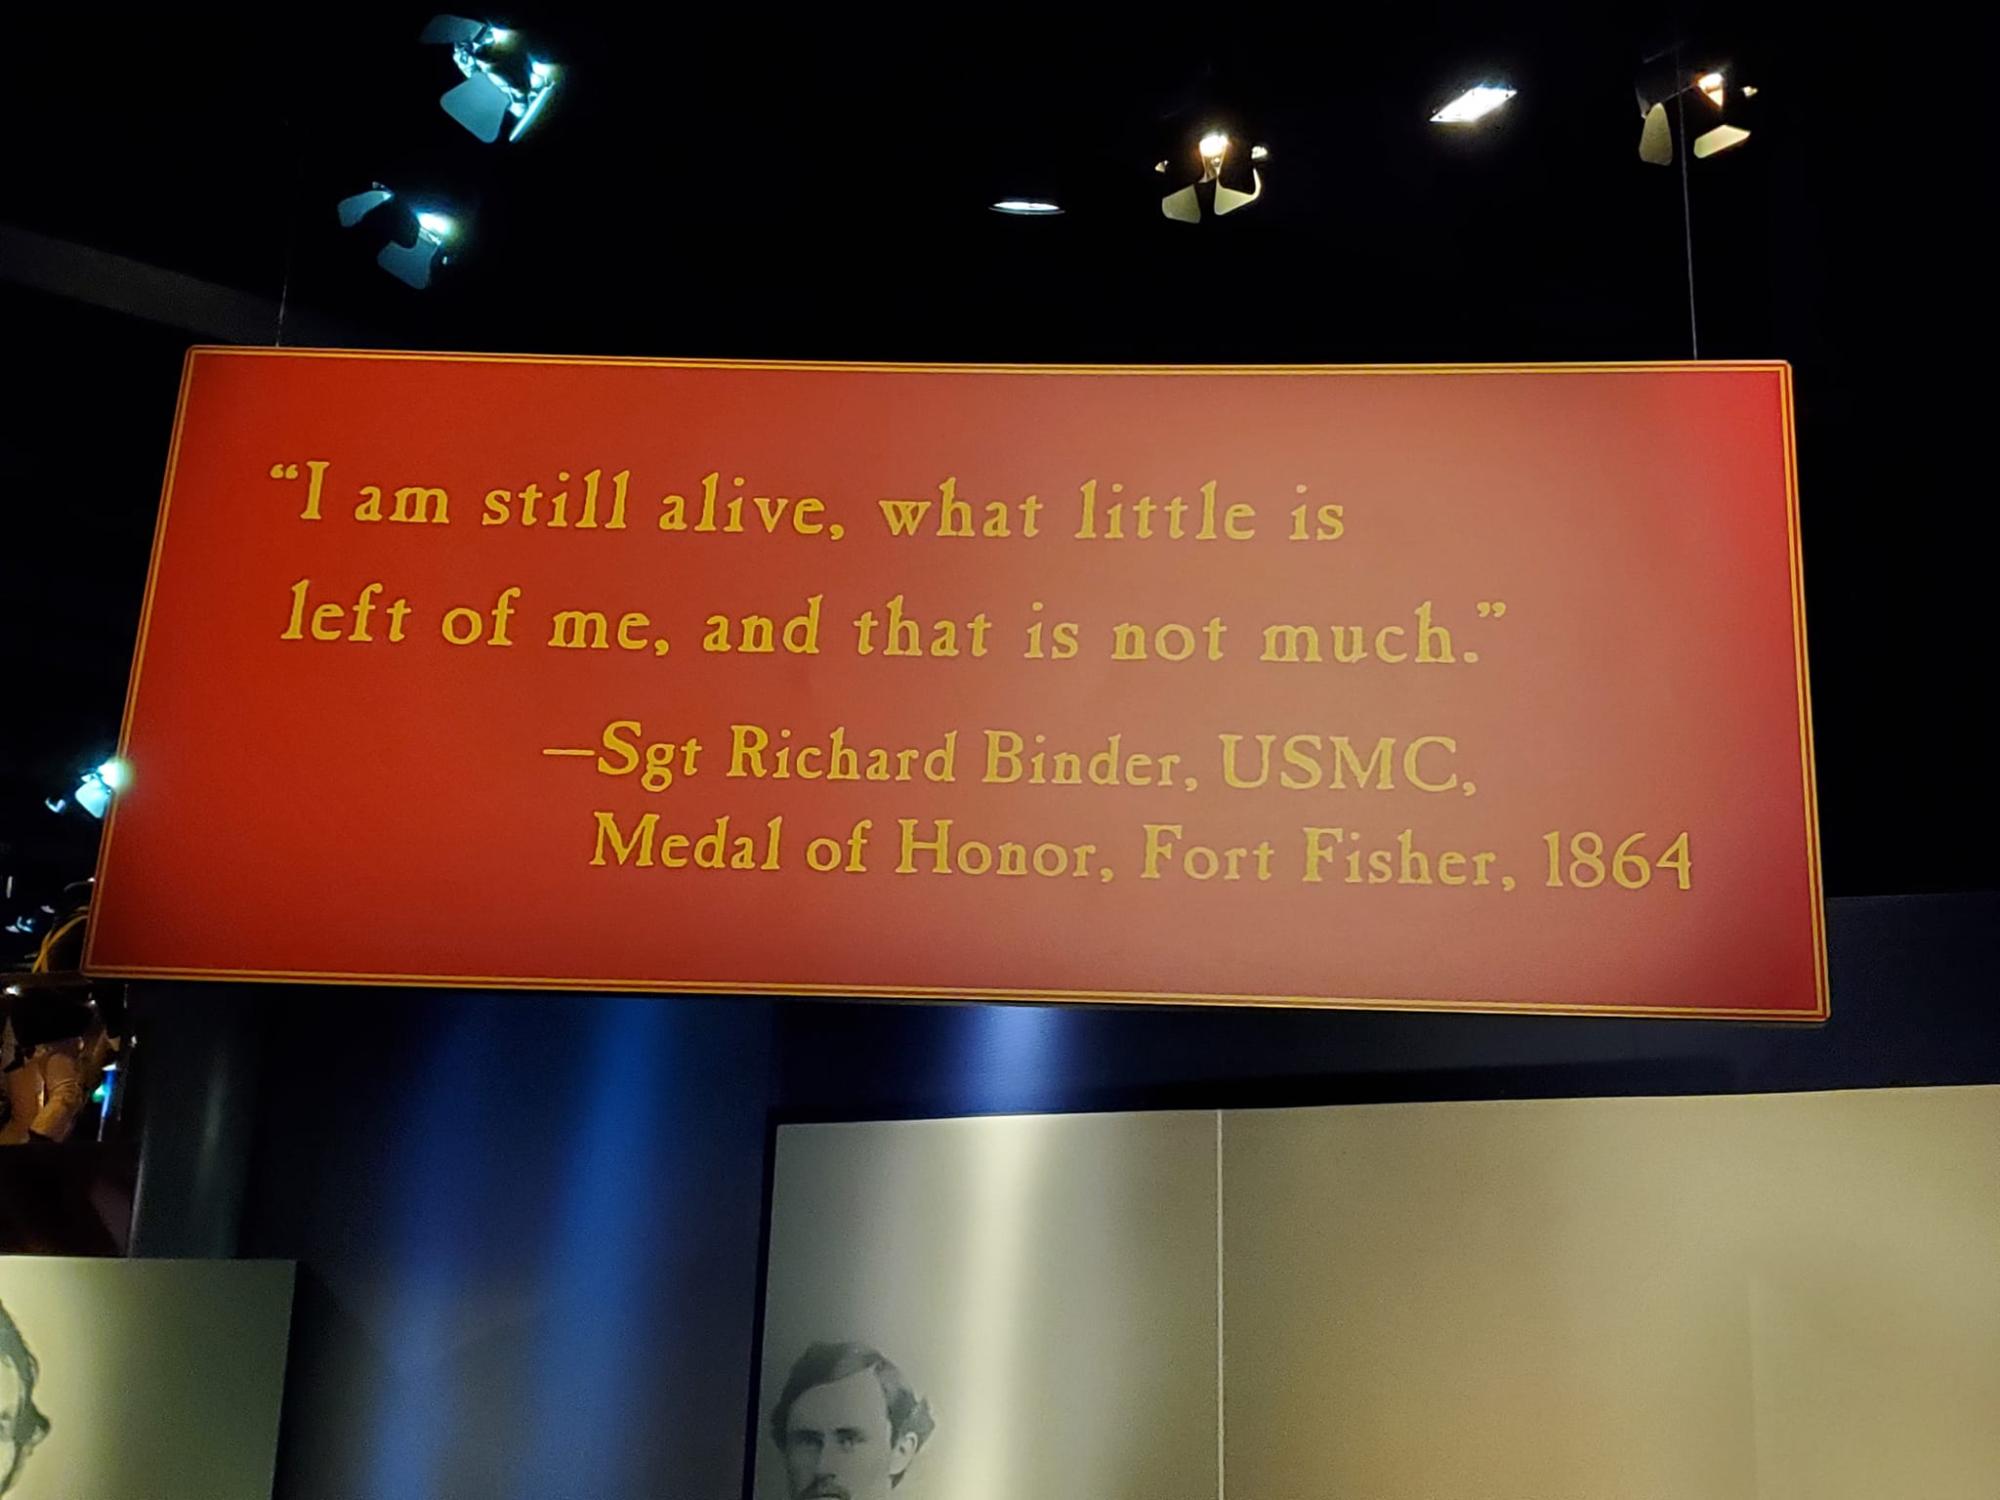 “I am still alive, what little is
left of me, and that is not much.”
—Sgt Richard Binder, USMC,
Medal of Honor, Fort Fisher, 1864